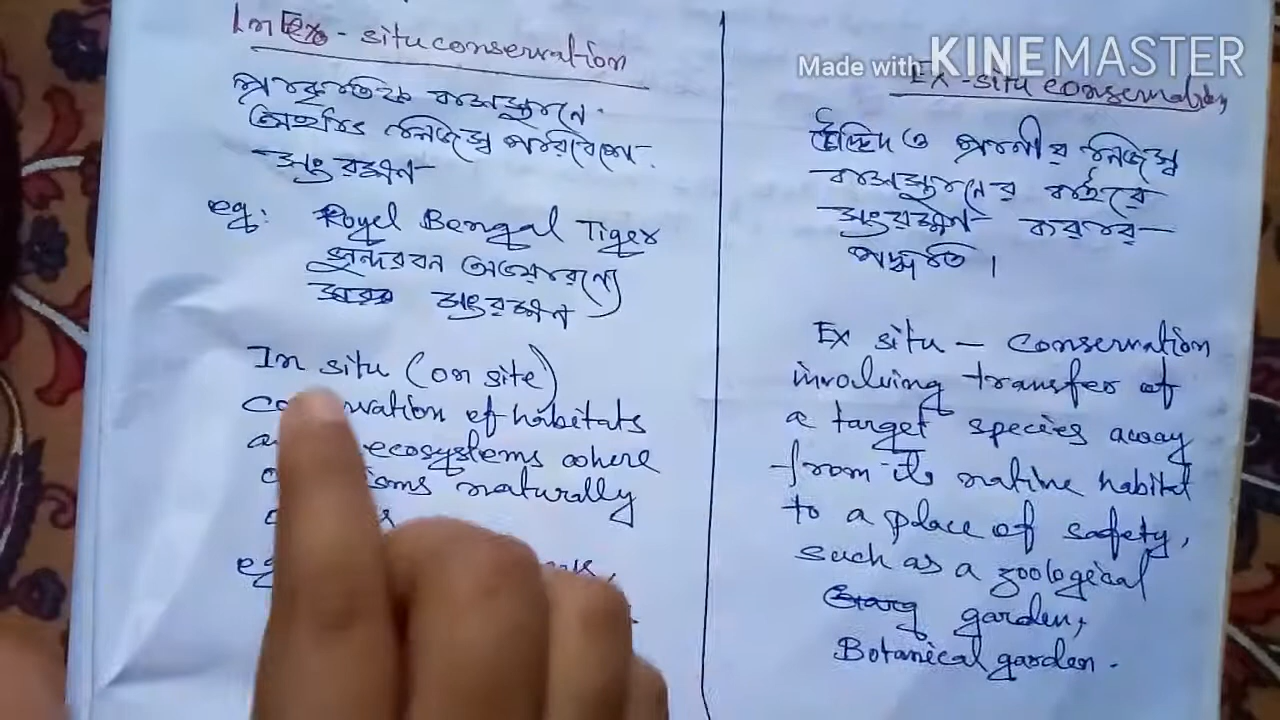 In - situ conservation
প্রাকৃতিক বাসস্থানে
অর্থাৎ নিজস্ব পরিবেশে
সংরক্ষণ
eg: Royel Bengal Tiger
সুন্দরবন অভয়ারণ্যে
সংরক্ষণ
In situ (on site)
of habitats
ecosystems where
naturally
Made with KINEMASTER
Ex - situ conservation
উদ্ভিদ ও প্রাণীর নিজস্ব
বাসস্থানের বাইরে
সংরক্ষণ করার
পদ্ধতি।
Ex situ - conservation
involving transfer of
a target species away
from its native habitat
to a place of safety,
such as a zoological
garden,
Botanical garden.